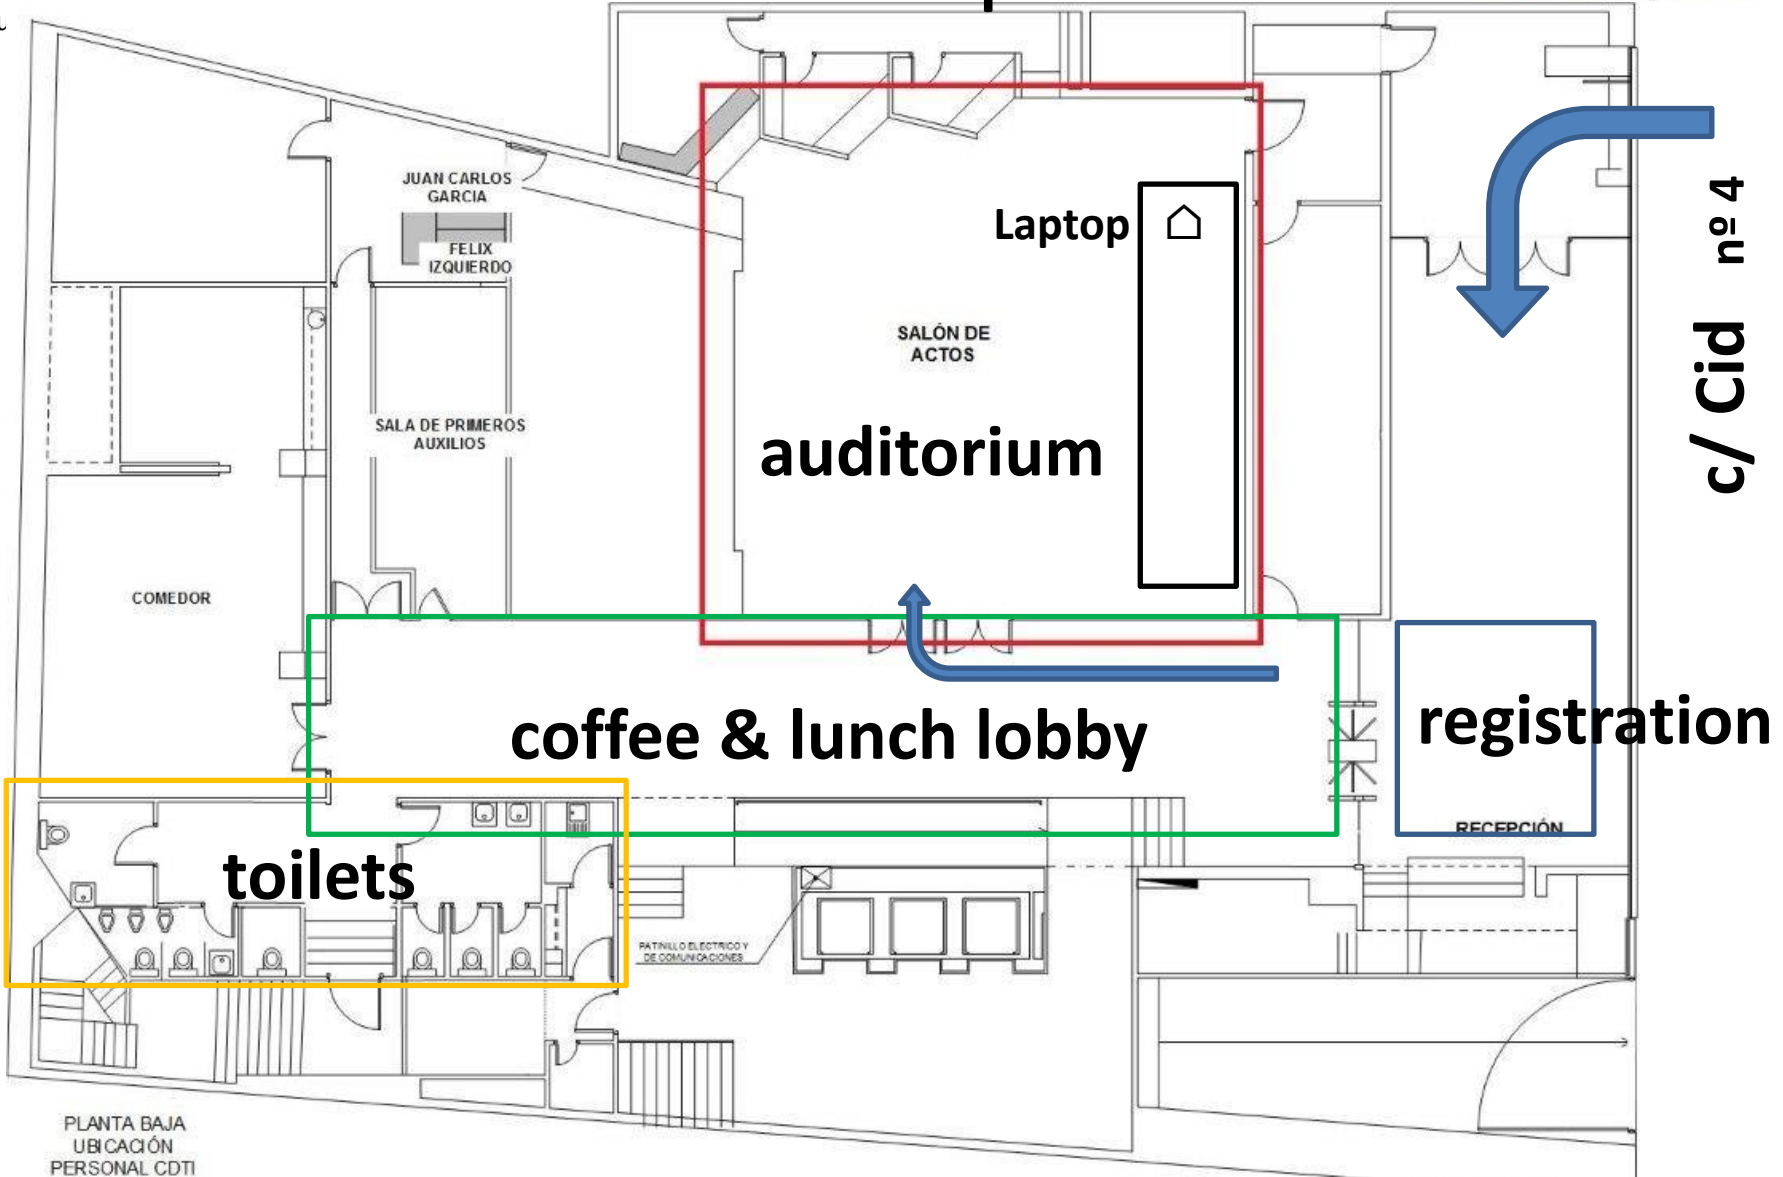 JUAN CARLOS
GARCIA
FELIX
IZQUIERDO
Laptop
nº 4
c/ Cid
SALÓN DE
ACTOS
auditorium
SALA DE PRIMEROS
AUXILIOS
COMEDOR
coffee & lunch lobby
registration
RECEPCIÓN
toilets
PATINILLO ELECTRICO Y
DE COMUNICACIONES
PLANTA BAJA
UBICACIÓN
PERSONAL CDTI